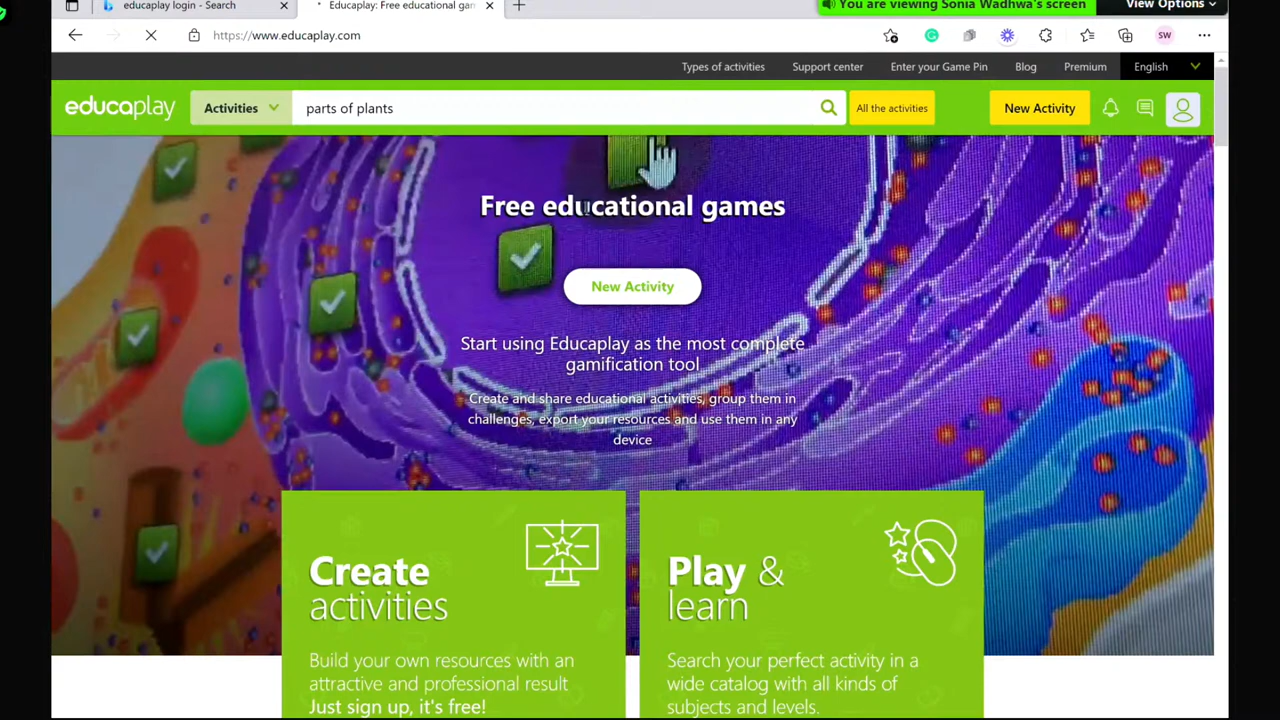 You are viewing Sonia Wadhwa's screen
View Options
educaplay login - Search
Educaplay: Free educational gam
https://www.educaplay.com
SW
Types of activities
Support center
Enter your Game Pin
Blog
Premium
English
educaplay
Activities
parts of plants
All the activities
New Activity
Free educational games
New Activity
Start using Educaplay as the most complete
gamification tool
Create and share educational activities, group them in
challenges, export your resources and use them in any
device
Create
activities
Build your own resources with an
attractive and professional result
Just sign up, it's free!
Play &
learn
Search your perfect activity in a
wide catalog with all kinds of
subjects and levels.